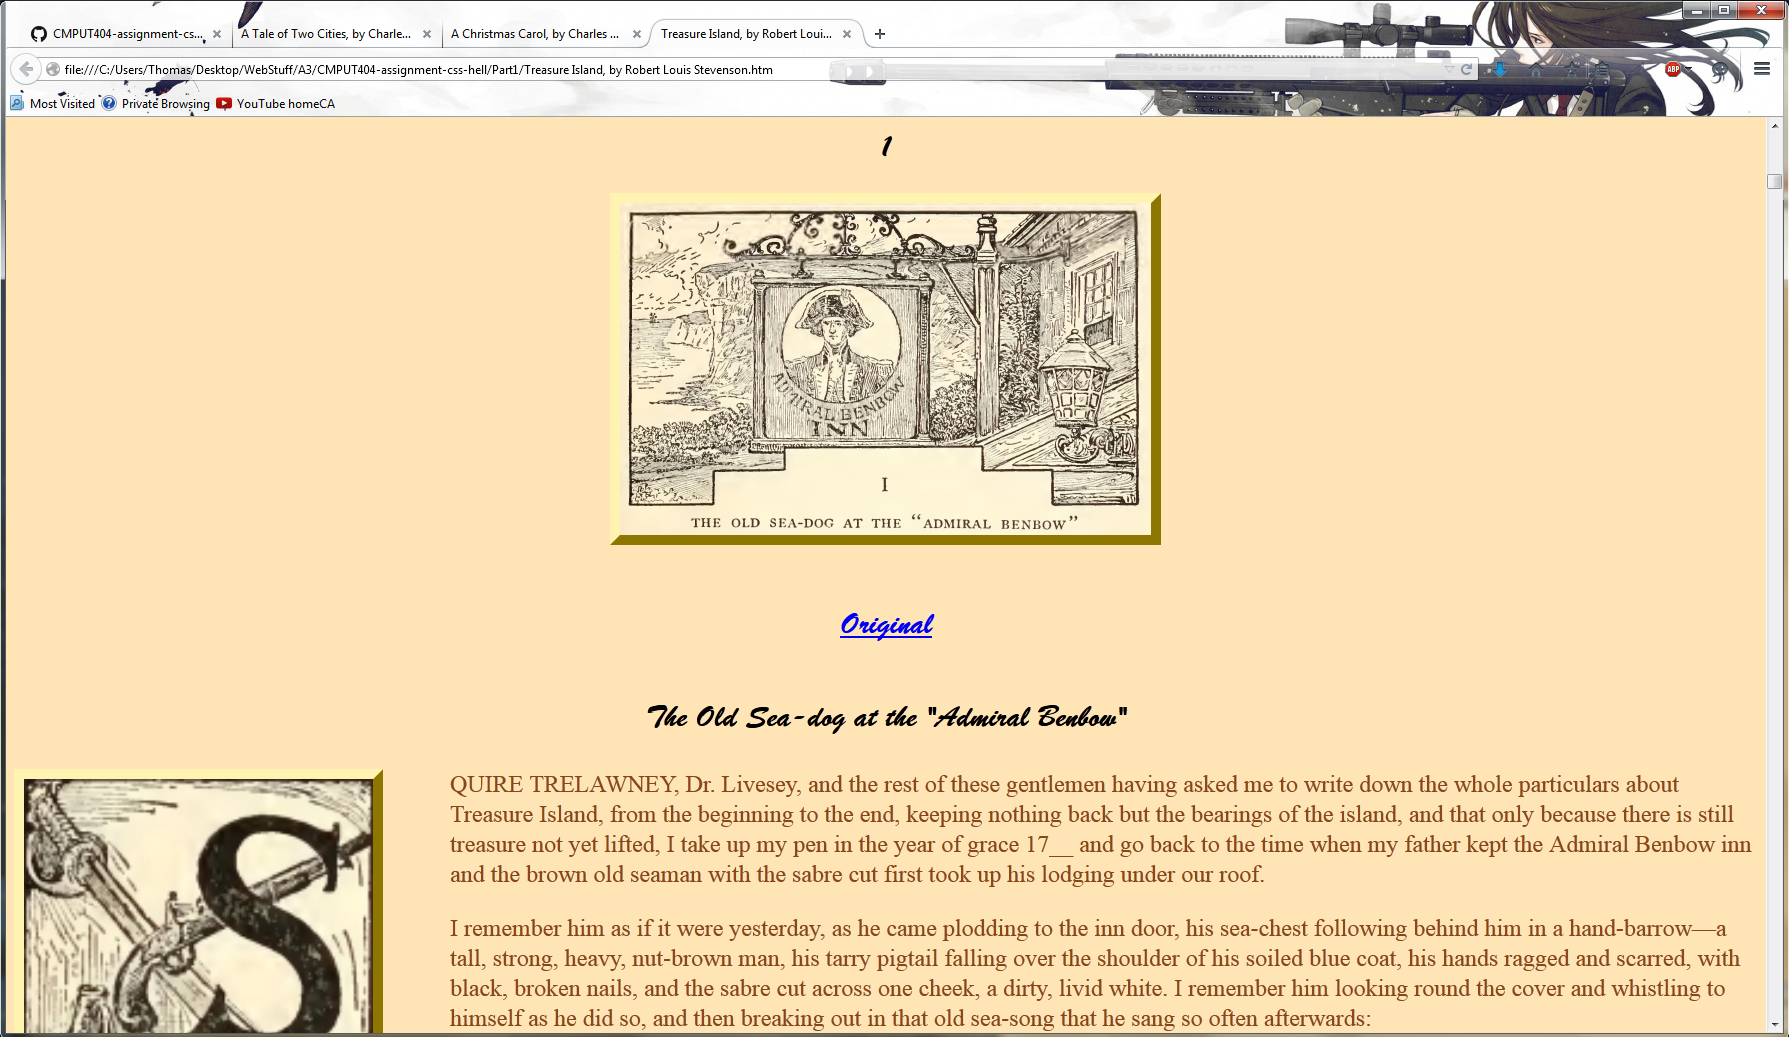 CMPUT404-assignment-cs...
A Tale of Two Cities, by Charle...
A Christmas Carol, by Charles ...
Treasure Island, by Robert Loui...
file:///C:/Users/Thomas/Desktop/WebStuff/A3/CMPUT404-assignment-css-hell/Part1/Treasure Island, by Robert Louis Stevenson.htm
ABP
Most Visited
Private Browsing
YouTube homeCA
1
ADMIRAL BENBOW
INN
I
THE OLD SEA-DOG AT THE “ADMIRAL BENBOW”
Original
The Old Sea-dog at the "Admiral Benbow"
S
QUIRE TRELAWNEY, Dr. Livesey, and the rest of these gentlemen having asked me to write down the whole particulars about
Treasure Island, from the beginning to the end, keeping nothing back but the bearings of the island, and that only because there is still
treasure not yet lifted, I take up my pen in the year of grace 17__ and go back to the time when my father kept the Admiral Benbow inn
and the brown old seaman with the sabre cut first took up his lodging under our roof.
I remember him as if it were yesterday, as he came plodding to the inn door, his sea-chest following behind him in a hand-barrow—a
tall, strong, heavy, nut-brown man, his tarry pigtail falling over the shoulder of his soiled blue coat, his hands ragged and scarred, with
black, broken nails, and the sabre cut across one cheek, a dirty, livid white. I remember him looking round the cover and whistling to
himself as he did so, and then breaking out in that old sea-song that he sang so often afterwards: